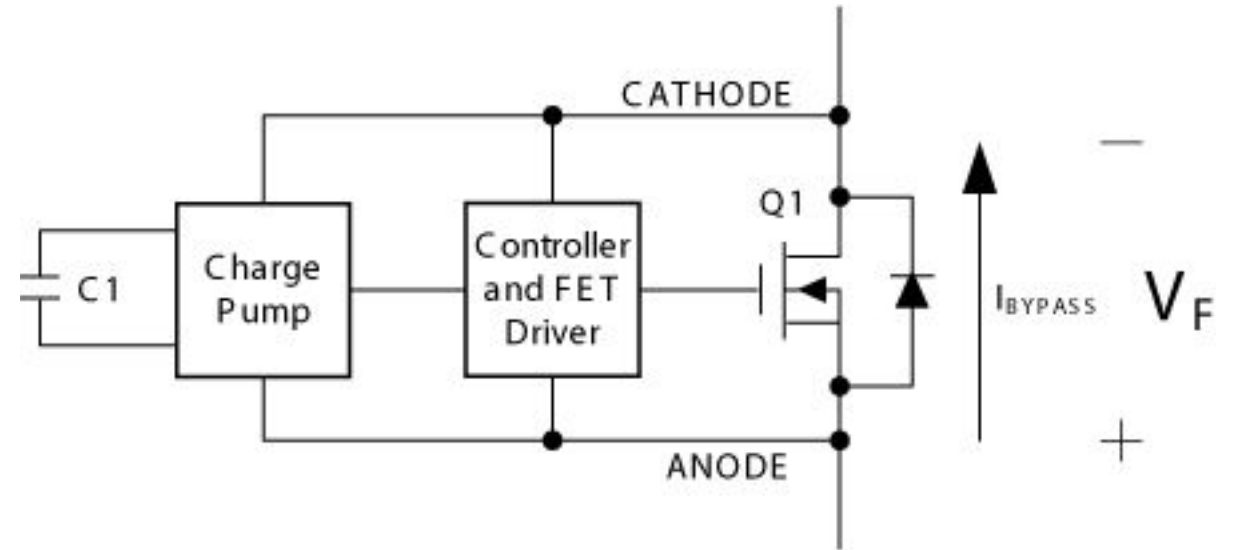 CATHODE
Q1
Charge
Pump
C1
Controller
and FET
Driver
IBYPASS
VF
ANODE
−
+